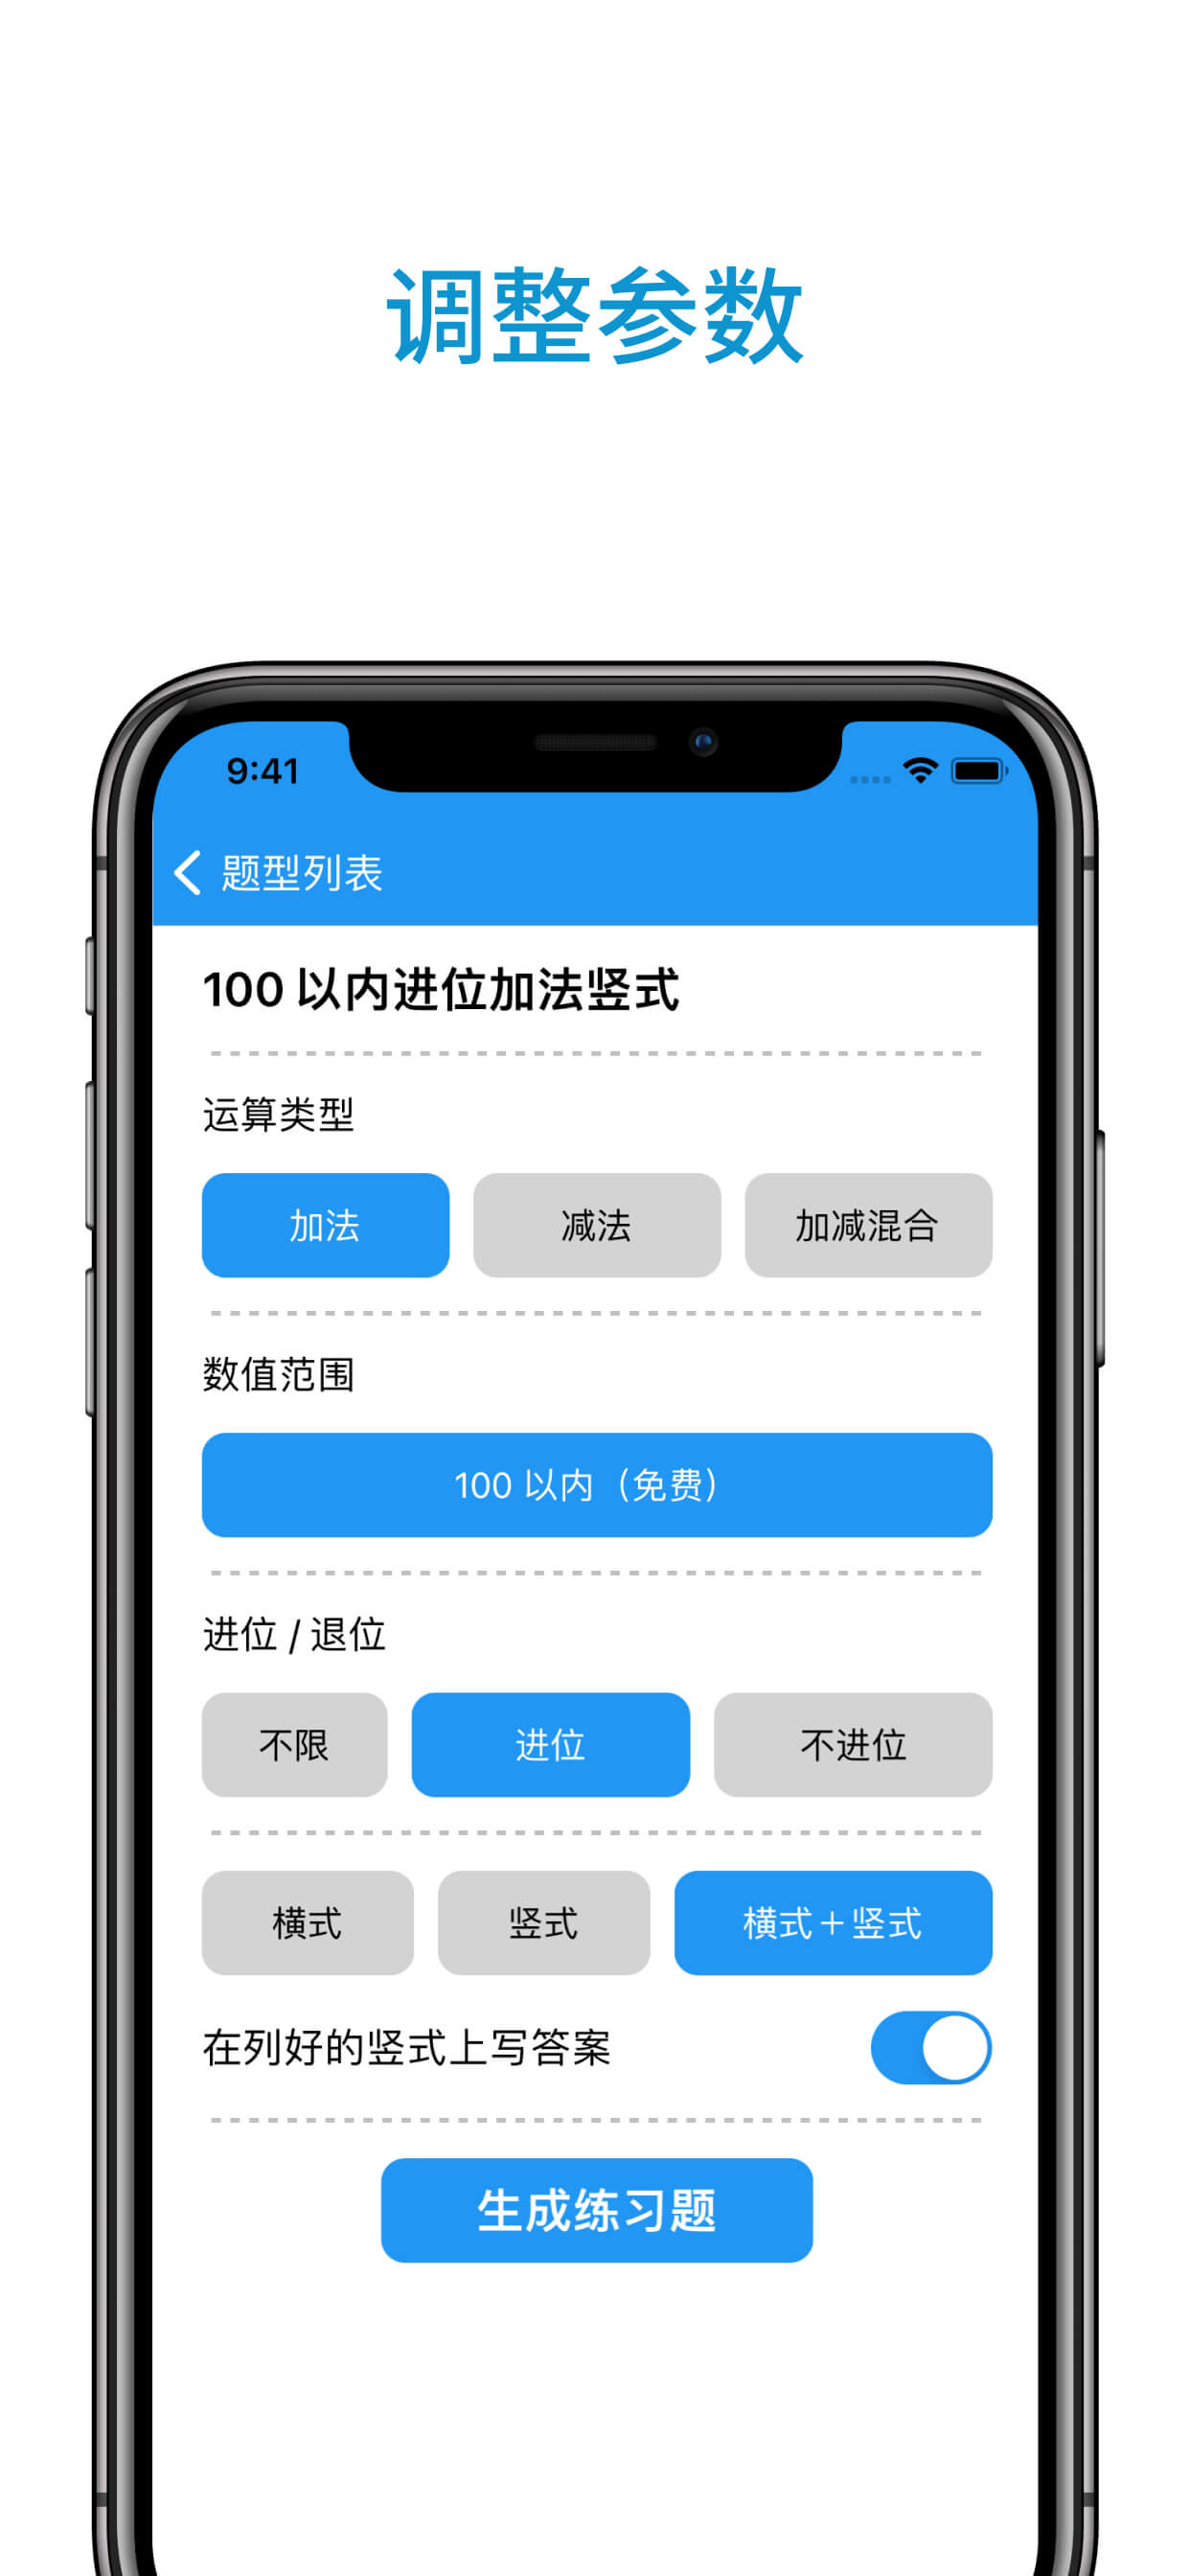 调整参数
9:41
题型列表
100 以内进位加法竖式
运算类型
加法 减法 加减混合
数值范围
100 以内（免费）
进位 / 退位
不限 进位 不进位
横式 竖式 横式＋竖式
在列好的竖式上写答案
生成练习题